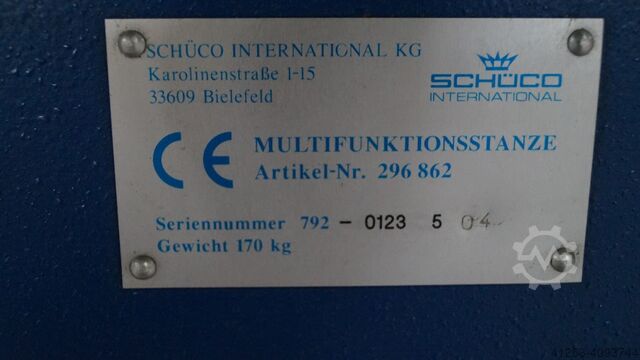 SCHÜCO INTERNATIONAL KG
Karolinenstraße 1-15
33609 Bielefeld
SCHÜCO
INTERNATIONAL
CE
MULTIFUNKTIONSSTANZE
Artikel-Nr. 296 862
Seriennummer 792 - 0123 5 04
Gewicht 170 kg